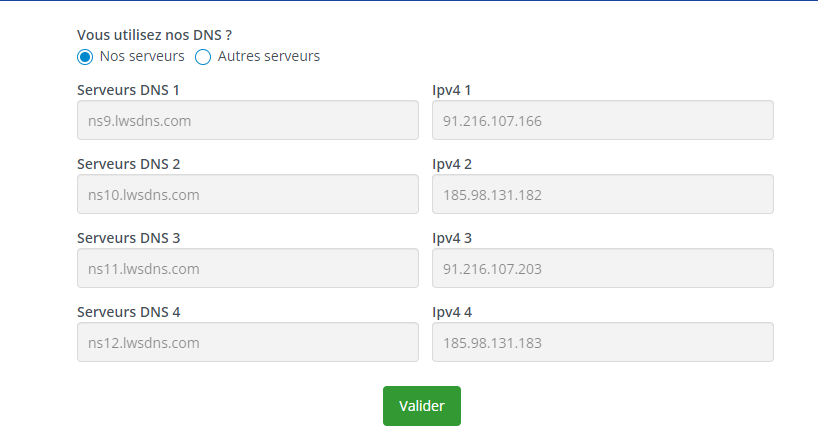 Vous utilisez nos DNS ?
Nos serveurs Autres serveurs
Serveurs DNS 1 Ipv4 1
ns9.lwsdns.com 91.216.107.166
Serveurs DNS 2 Ipv4 2
ns10.lwsdns.com 185.98.131.182
Serveurs DNS 3 Ipv4 3
ns11.lwsdns.com 91.216.107.203
Serveurs DNS 4 Ipv4 4
ns12.lwsdns.com 185.98.131.183
Valider